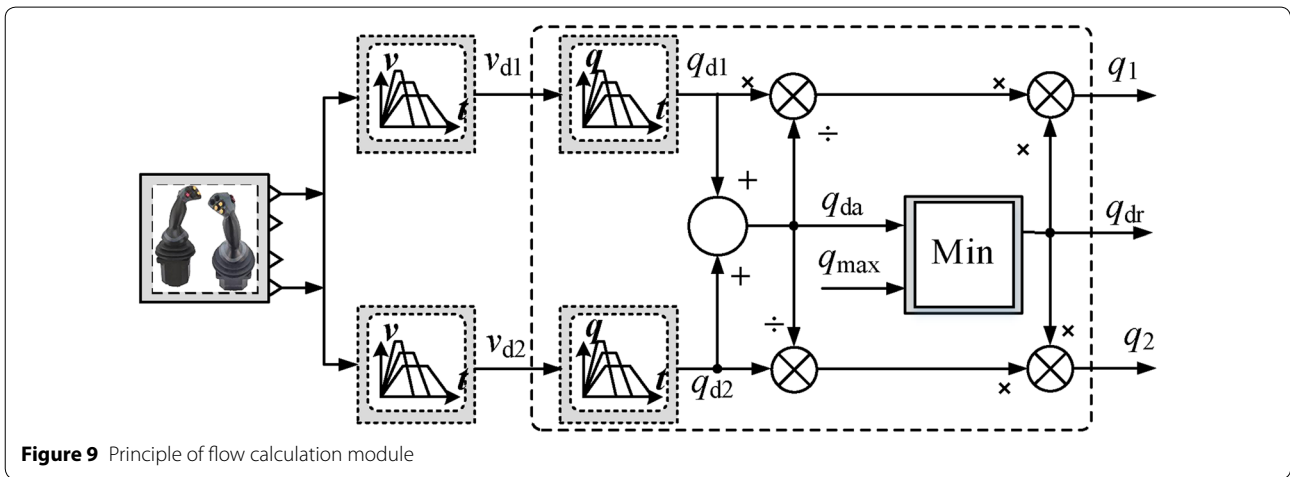 v
t
v_d1
q
t
q_d1
×
÷
×
×
q_1
+
q_da
q_max
Min
q_dr
+
v
t
v_d2
q
t
q_d2
÷
×
×
q_2
Figure 9 Principle of flow calculation module